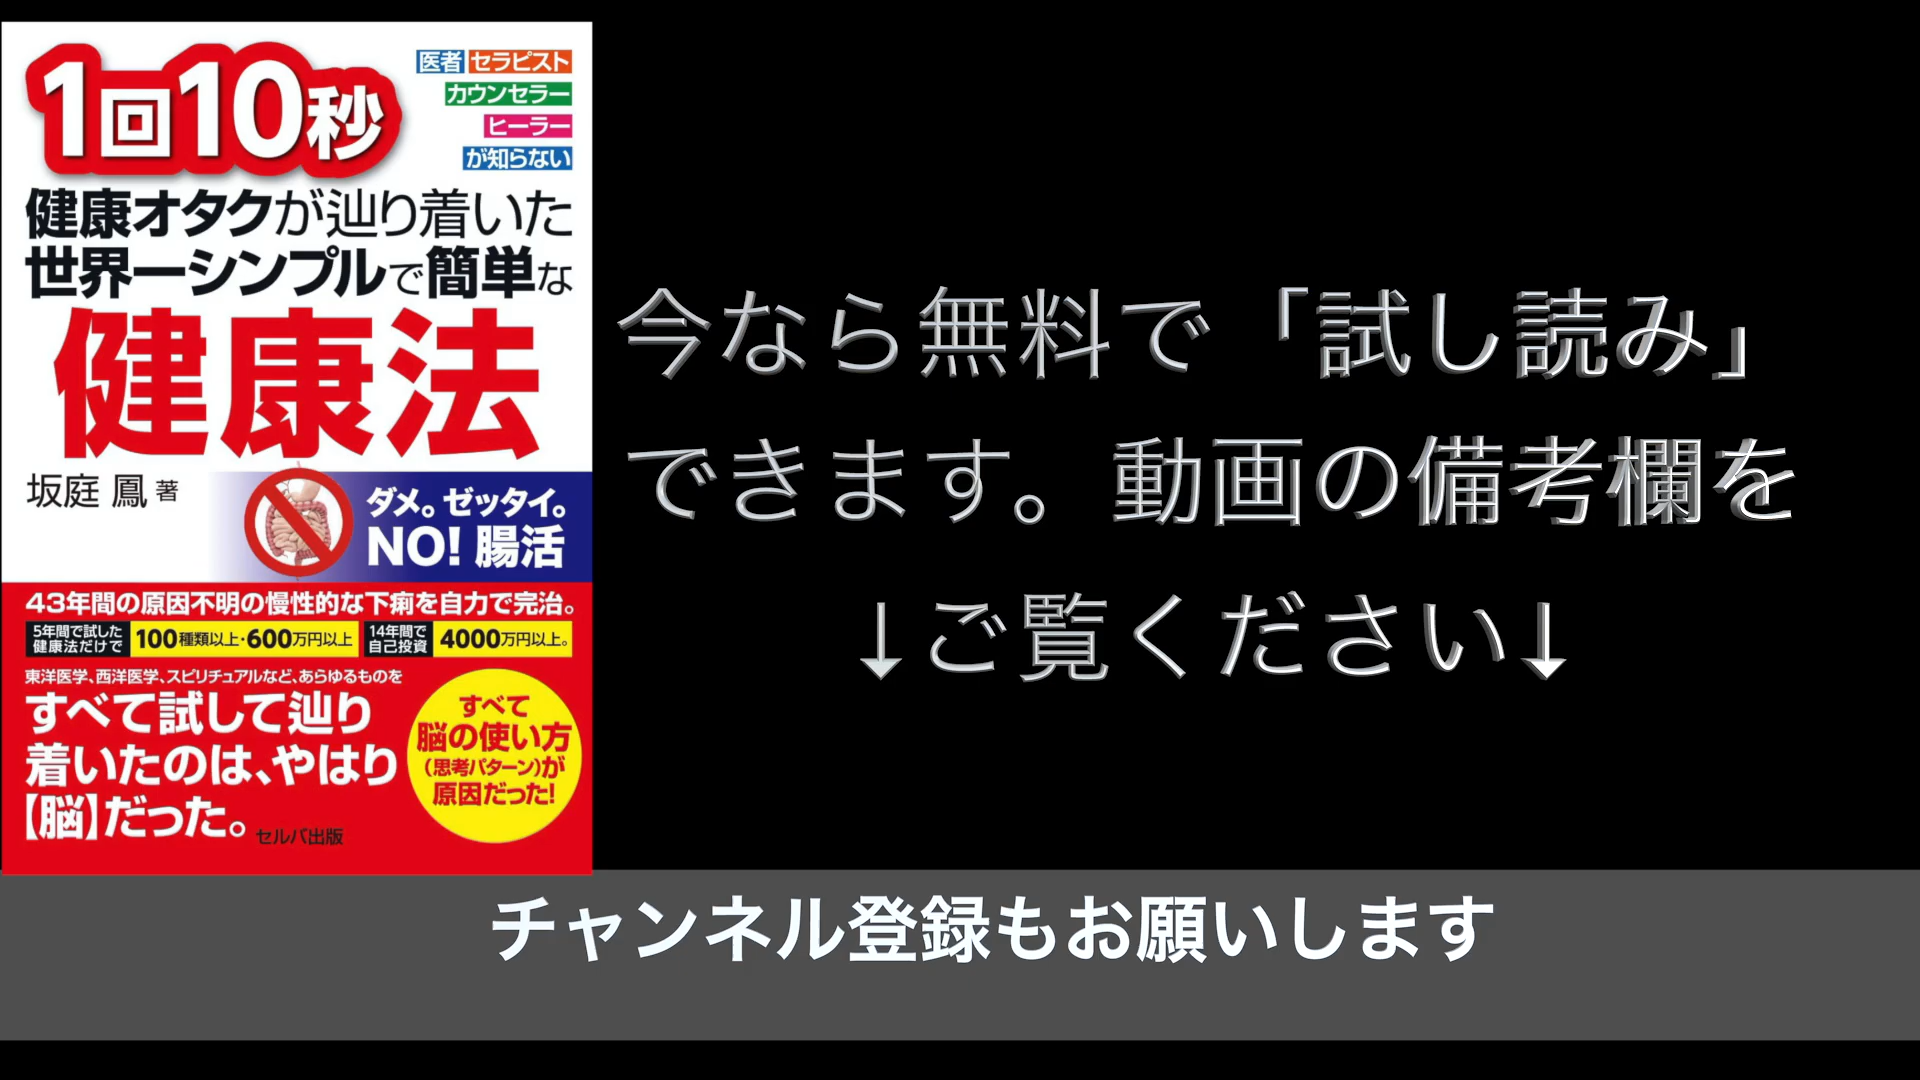 1回10秒
医者 セラピスト
カウンセラー
ヒーラー
が知らない
健康オタクが辿り着いた
世界一シンプルで簡単な
健康法
坂庭 鳳 著
ダメ。ゼッタイ。
NO! 腸活
43年間の原因不明の慢性的な下痢を自力で完治。
5年間で試した
健康法だけで
100種類以上・600万円以上
14年間で
自己投資
4000万円以上。
東洋医学、西洋医学、スピリチュアルなど、あらゆるものを
すべて試して辿り
着いたのは、やはり
【脳】だった。
セルバ出版
すべて
脳の使い方
(思考パターン)が
原因だった!
今なら無料で「試し読み」
できます。動画の備考欄を
↓ご覧ください↓
チャンネル登録もお願いします